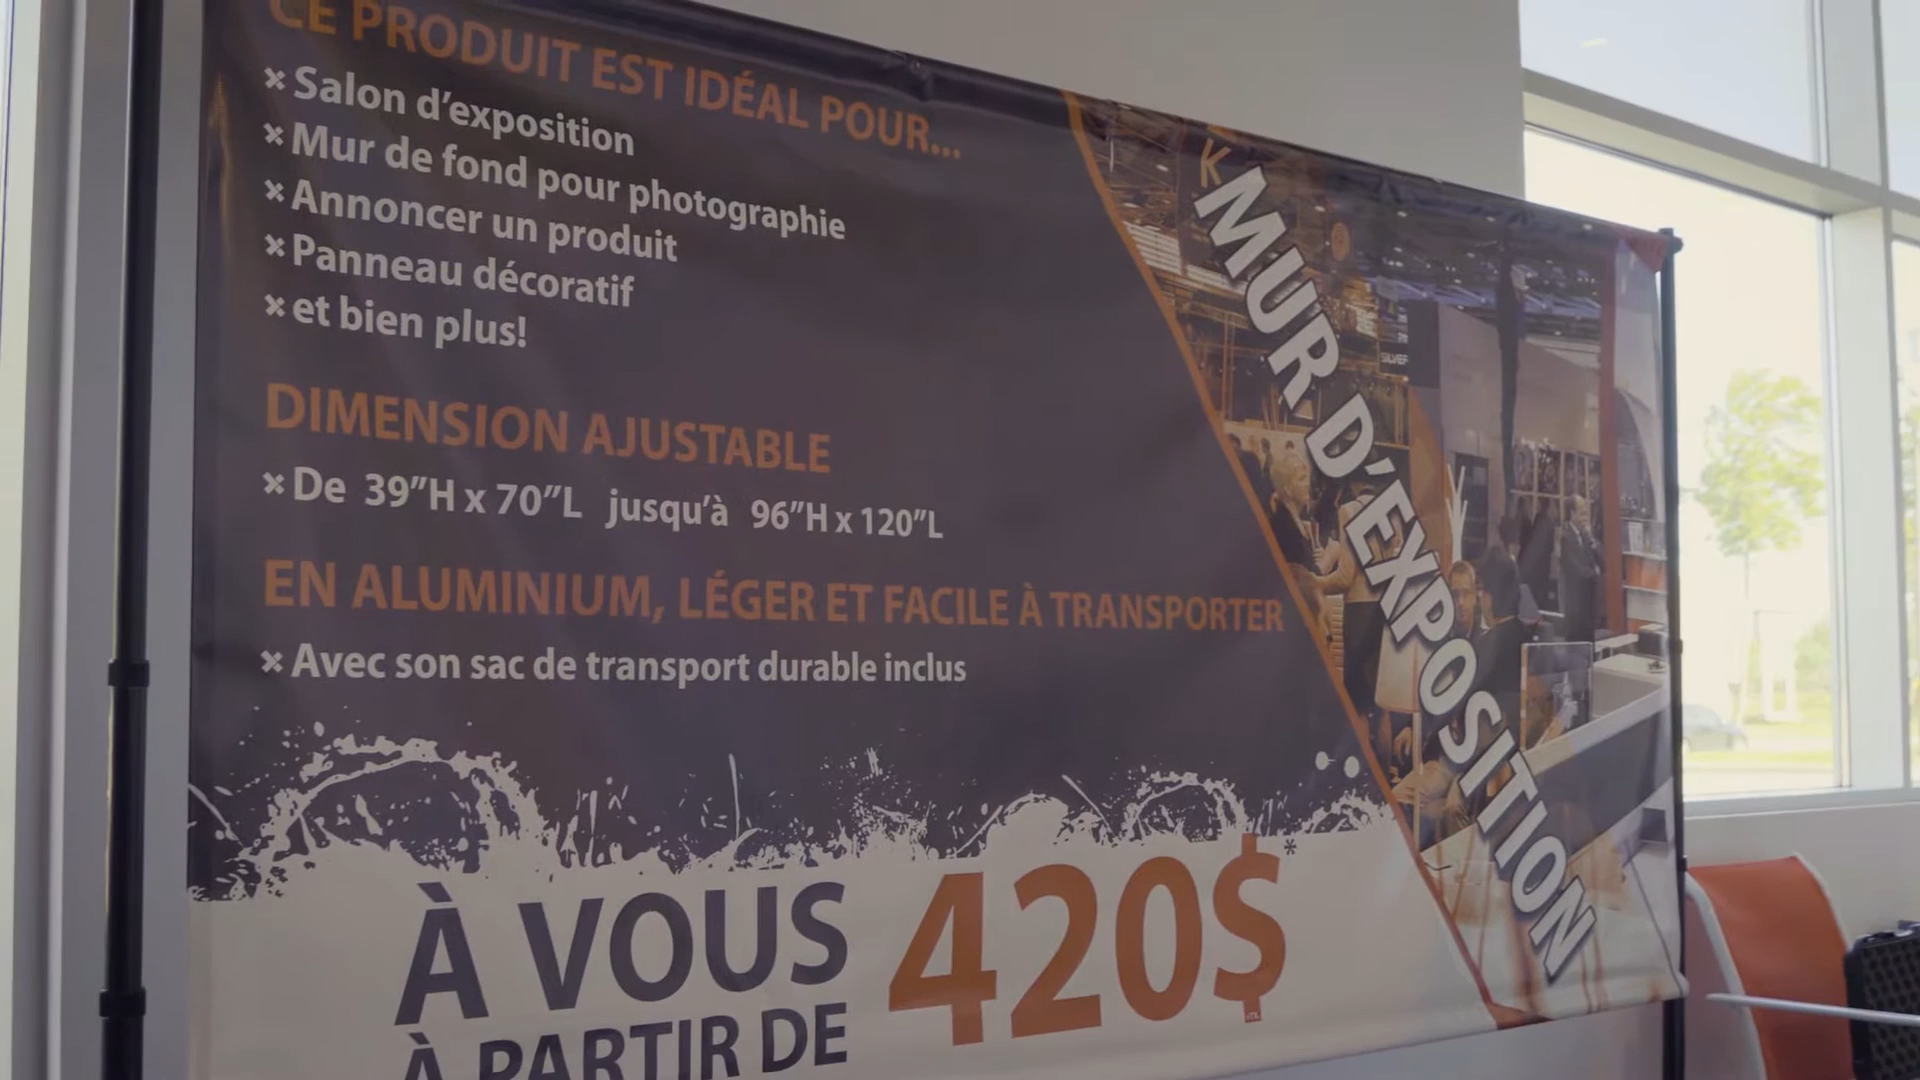 CE PRODUIT EST IDÉAL POUR...
× Salon d'exposition
× Mur de fond pour photographie
× Annoncer un produit
× Panneau décoratif
× et bien plus!
DIMENSION AJUSTABLE
× De 39"H x 70"L jusqu'à 96"H x 120"L
EN ALUMINIUM, LÉGER ET FACILE À TRANSPORTER
× Avec son sac de transport durable inclus
À VOUS
À PARTIR DE
420$*
K
MUR D'EXPOSITION